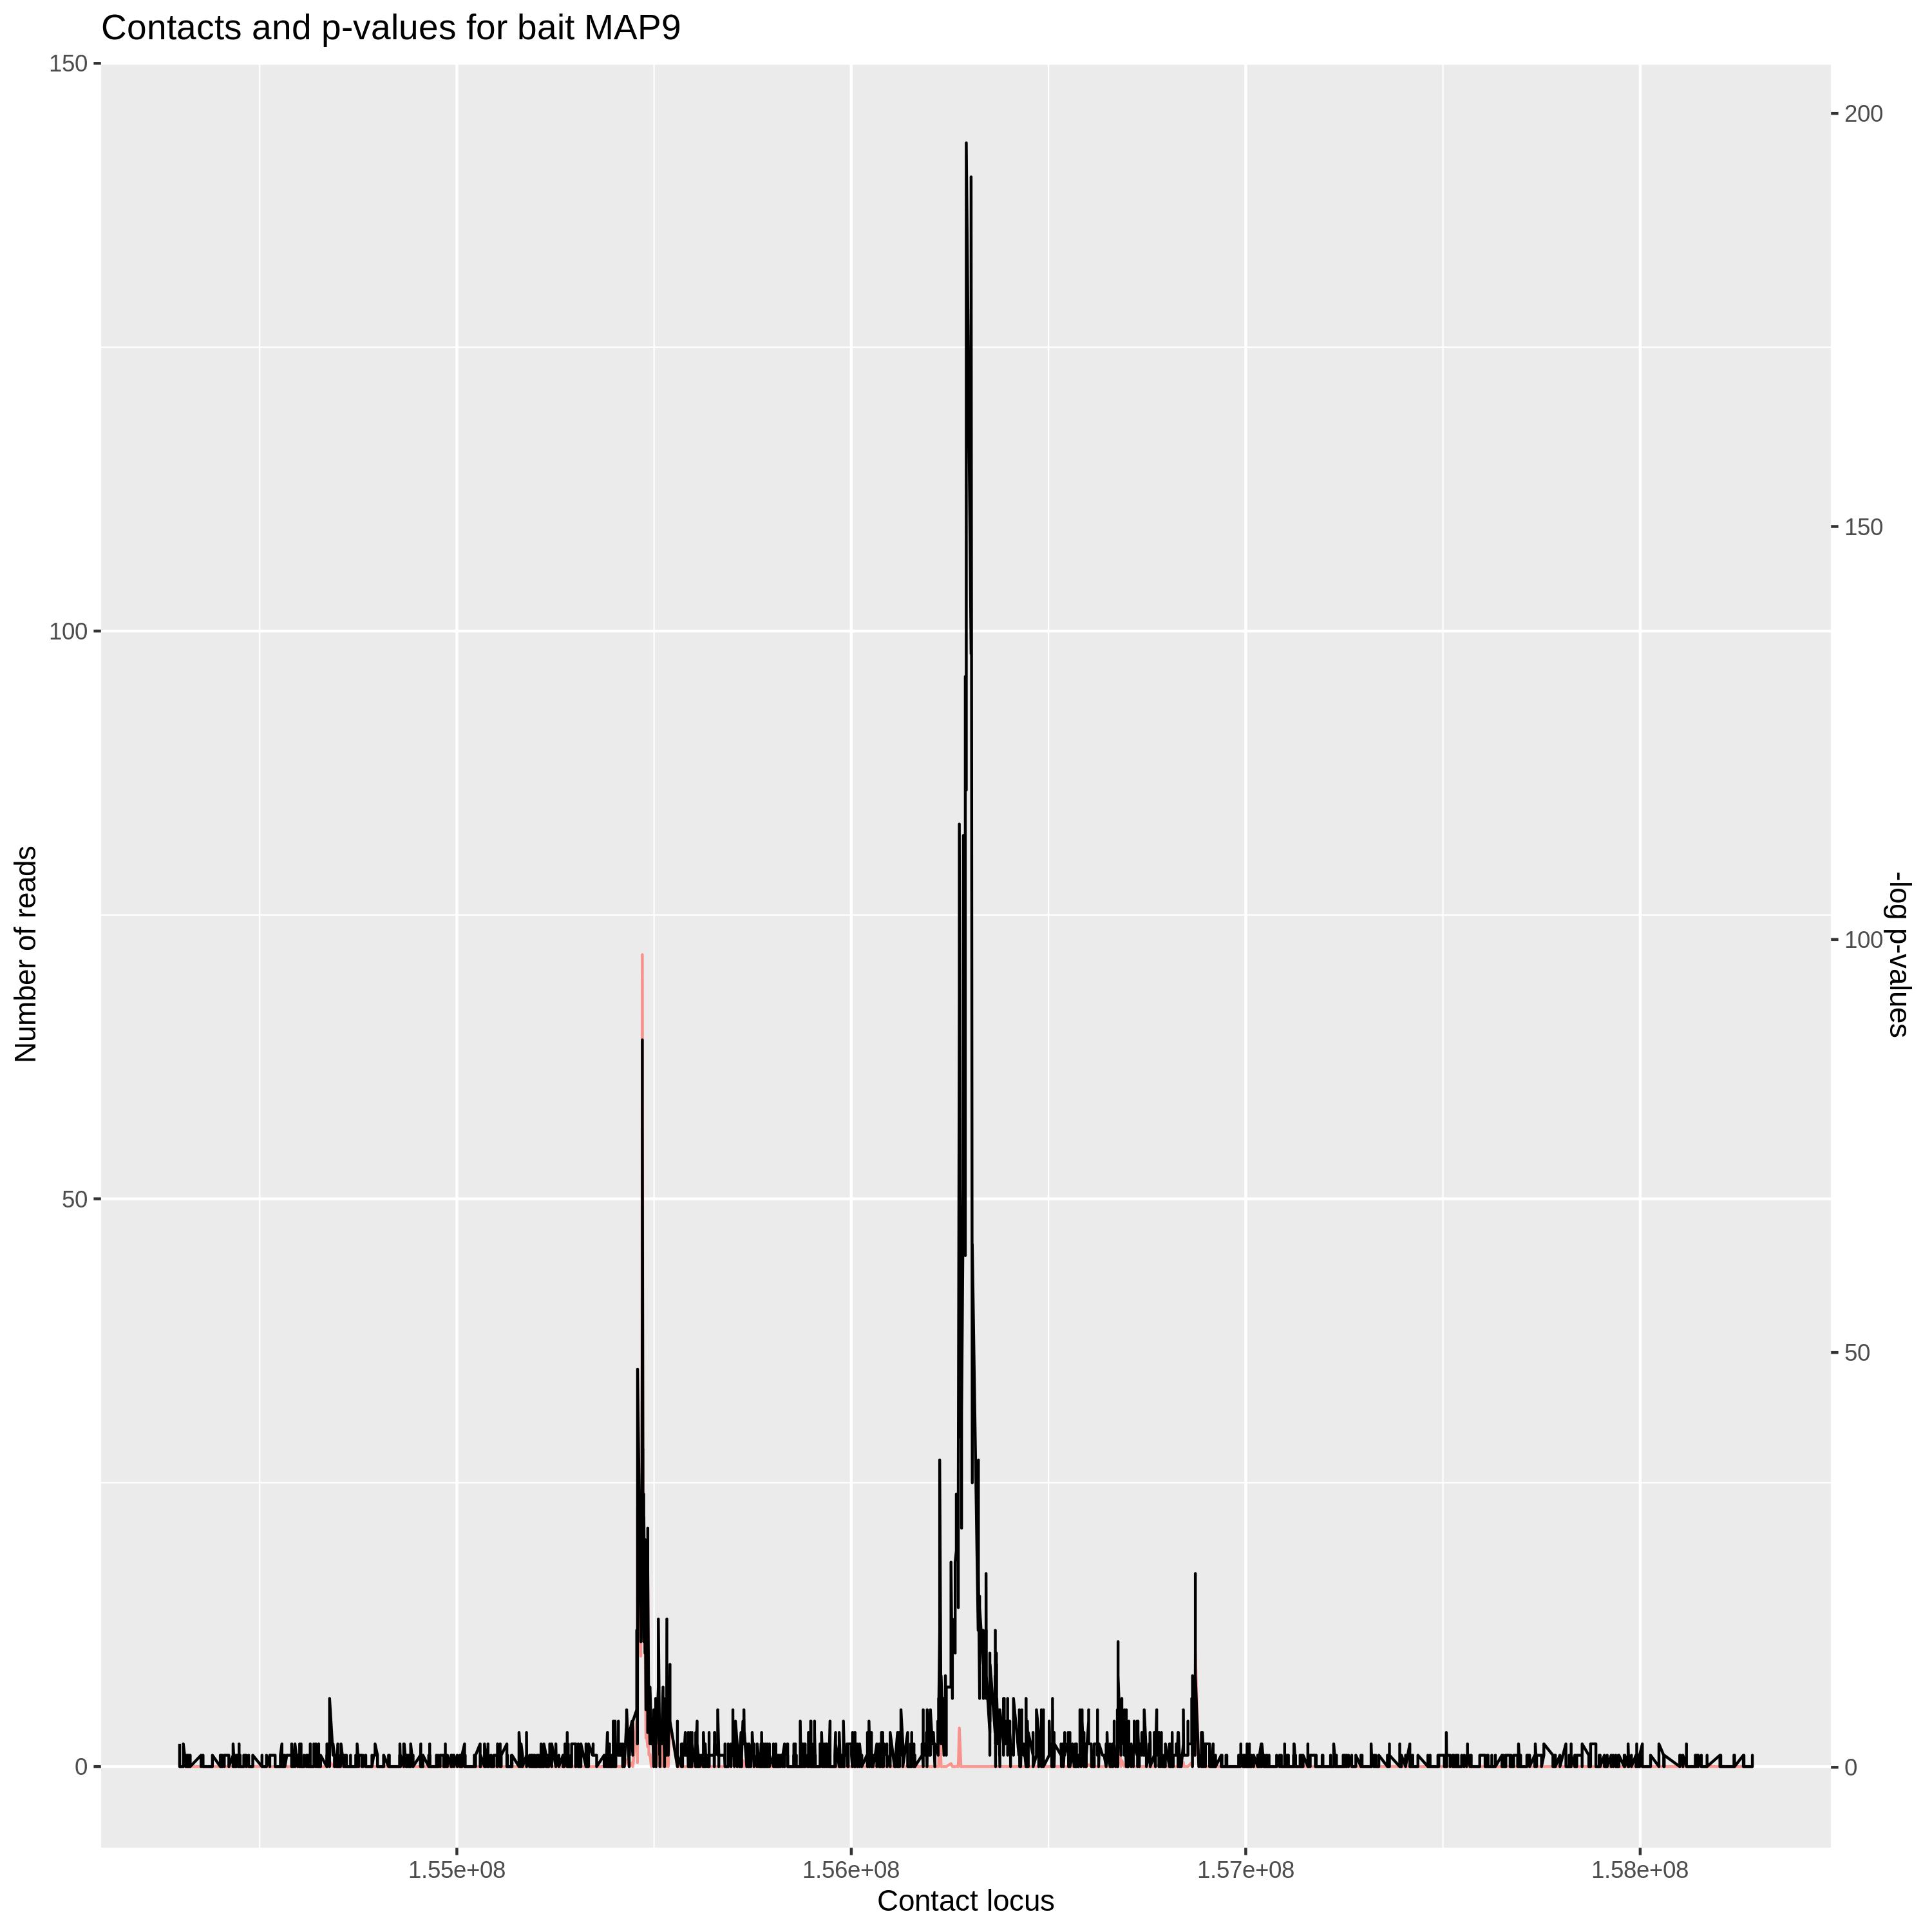 Contacts and p-values for bait MAP9
150
100
50
0
Number of reads
200
150
100
50
0
-log p-values
1.55e+08
1.56e+08
1.57e+08
1.58e+08
Contact locus